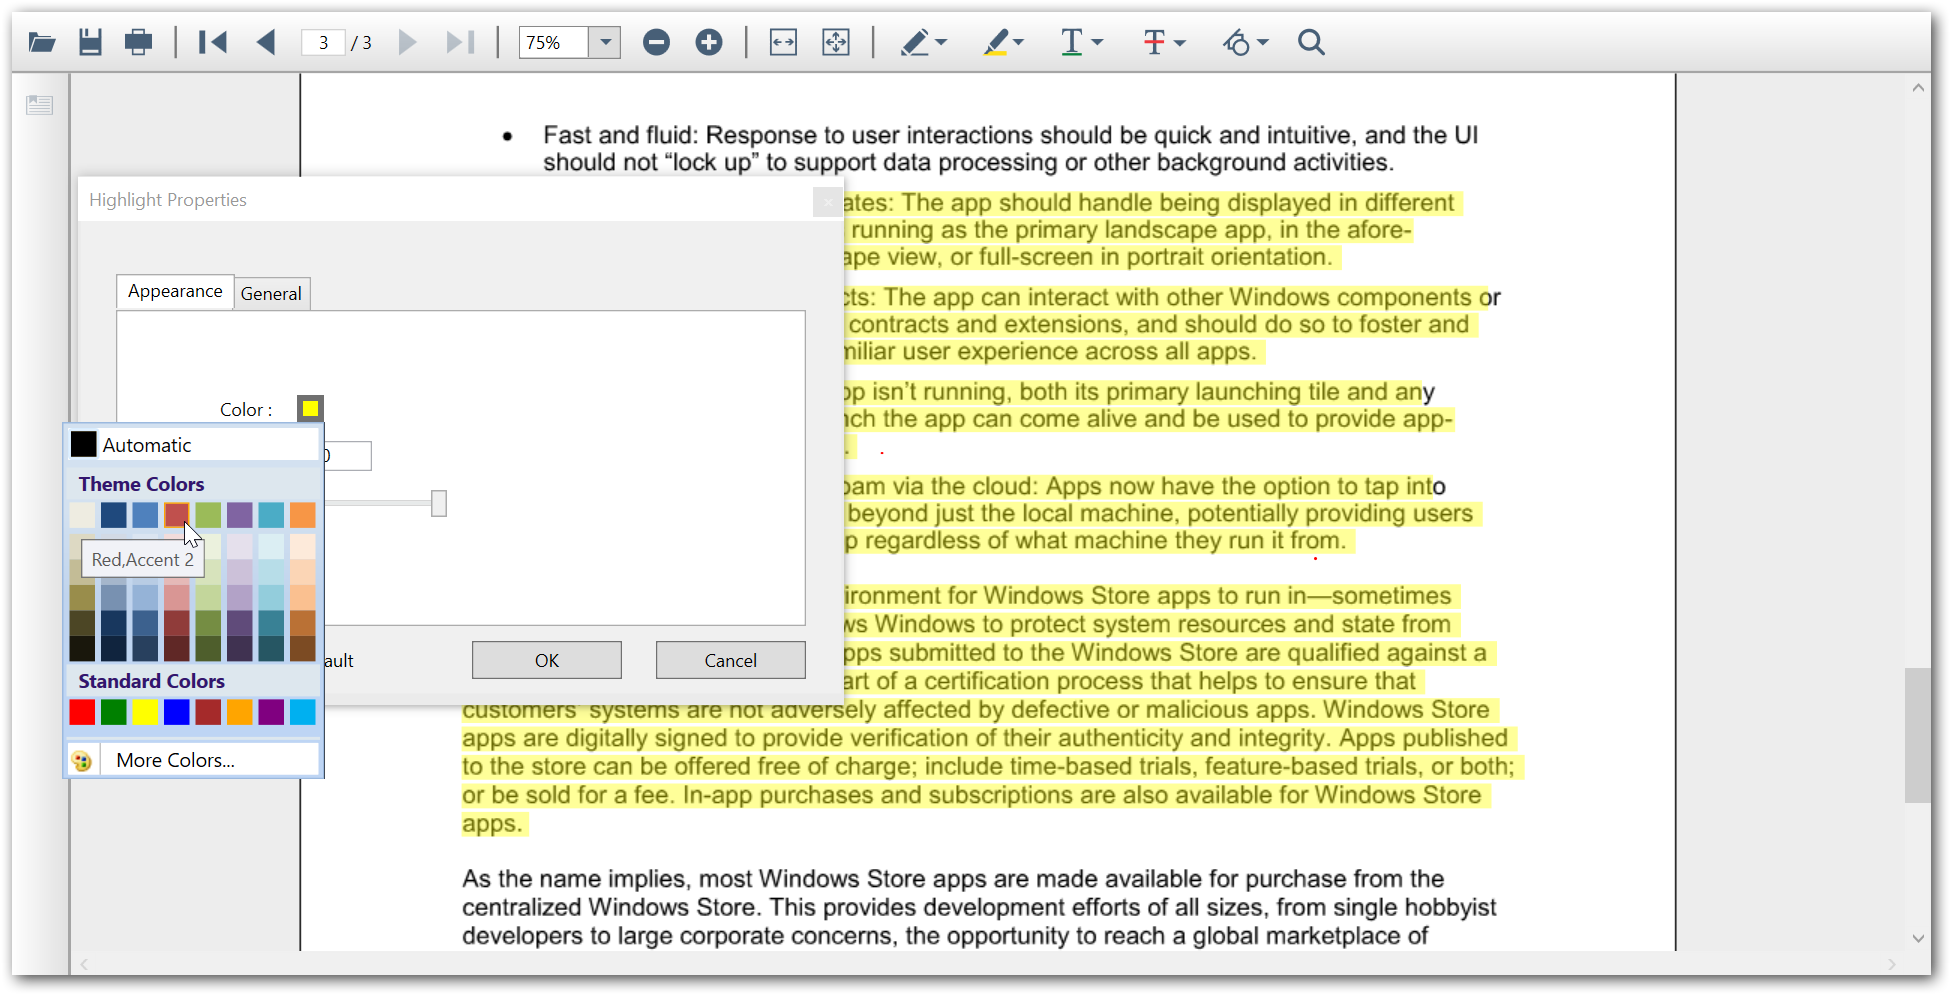 3 / 3 75%
Fast and fluid: Response to user interactions should be quick and intuitive, and the UI
should not “lock up” to support data processing or other background activities.
Highlight Properties
Appearance General
Color :
0
Automatic
Theme Colors
Red,Accent 2
Standard Colors
More Colors...
ault OK Cancel
ates: The app should handle being displayed in different
running as the primary landscape app, in the afore-
ape view, or full-screen in portrait orientation.
cts: The app can interact with other Windows components or
contracts and extensions, and should do so to foster and
miliar user experience across all apps.
pp isn’t running, both its primary launching tile and any
ch the app can come alive and be used to provide app-
.
oam via the cloud: Apps now have the option to tap into
beyond just the local machine, potentially providing users
p regardless of what machine they run it from.
ironment for Windows Store apps to run in—sometimes
ws Windows to protect system resources and state from
pps submitted to the Windows Store are qualified against a
art of a certification process that helps to ensure that
customers’ systems are not adversely affected by defective or malicious apps. Windows Store
apps are digitally signed to provide verification of their authenticity and integrity. Apps published
to the store can be offered free of charge; include time-based trials, feature-based trials, or both;
or be sold for a fee. In-app purchases and subscriptions are also available for Windows Store
apps.
As the name implies, most Windows Store apps are made available for purchase from the
centralized Windows Store. This provides development efforts of all sizes, from single hobbyist
developers to large corporate concerns, the opportunity to reach a global marketplace of